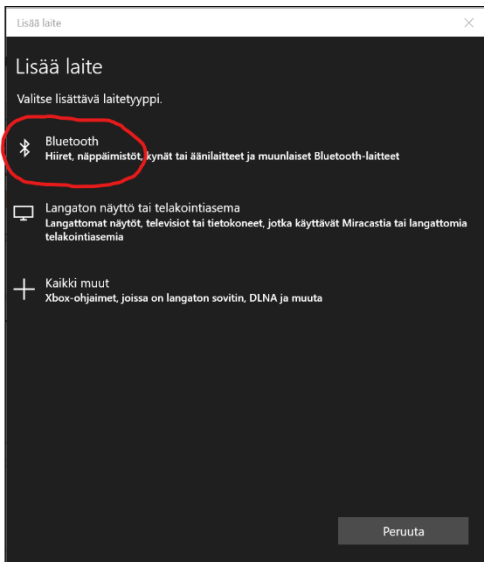 Lisää laite
Lisää laite
Valitse lisättävä laitetyyppi.
Bluetooth
Hiiret, näppäimistöt, kynät tai äänilaitteet ja muunlaiset Bluetooth-laitteet
Langaton näyttö tai telakointiasema
Langattomat näytöt, televisiot tai tietokoneet, jotka käyttävät Miracastia tai langattomia
telakointiasemia
Kaikki muut
Xbox-ohjaimet, joissa on langaton sovitin, DLNA ja muuta
Peruuta